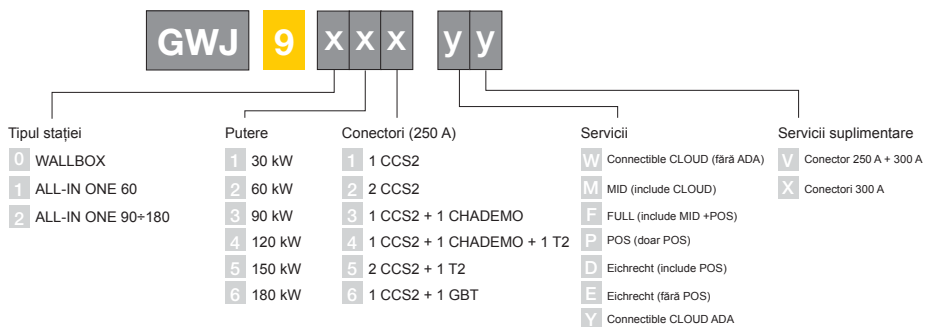 GWJ 9 x x x y y
Tipul stației
0 WALLBOX
1 ALL-IN ONE 60
2 ALL-IN ONE 90÷180
Putere
1 30 kW
2 60 kW
3 90 kW
4 120 kW
5 150 kW
6 180 kW
Conectori (250 A)
1 1 CCS2
2 2 CCS2
3 1 CCS2 + 1 CHADEMO
4 1 CCS2 + 1 CHADEMO + 1 T2
5 2 CCS2 + 1 T2
6 1 CCS2 + 1 GBT
Servicii
W Connectible CLOUD (fără ADA)
M MID (include CLOUD)
F FULL (include MID +POS)
P POS (doar POS)
D Eichrecht (include POS)
E Eichrecht (fără POS)
Y Connectible CLOUD ADA
Servicii suplimentare
V Conector 250 A + 300 A
X Conectori 300 A